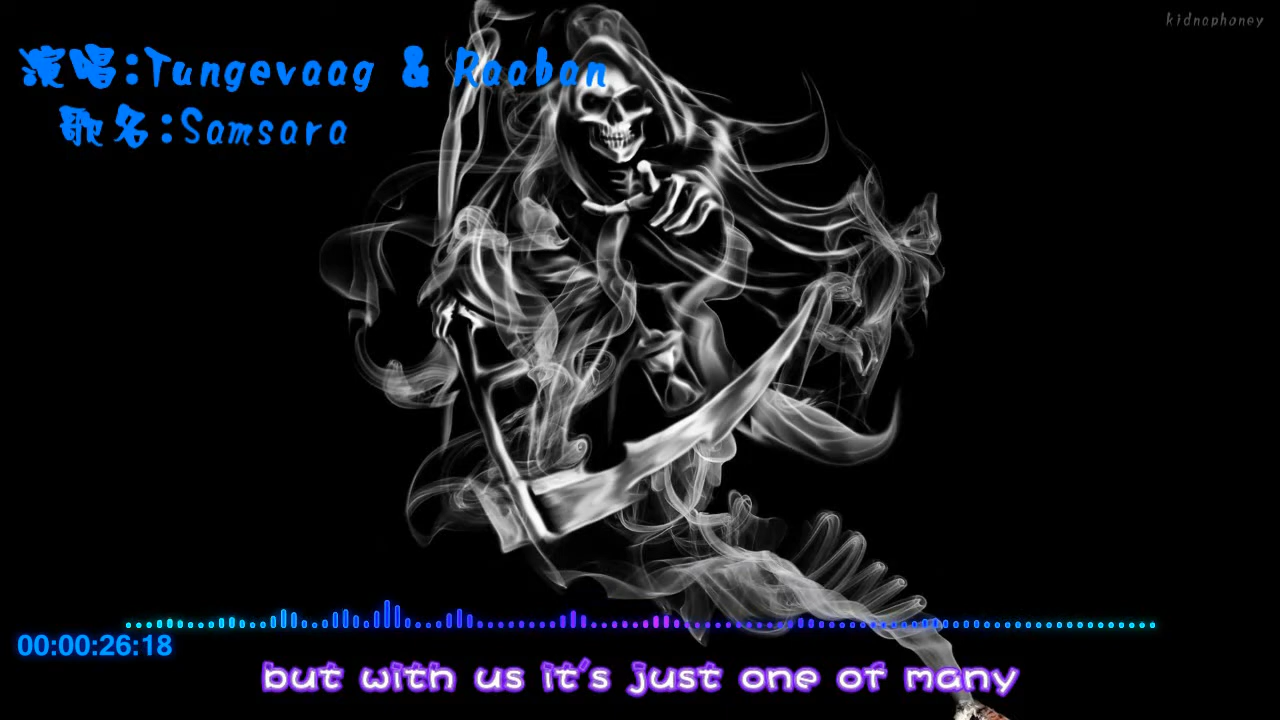 kidnaphoney
演唱:Tungevaag & Raaban
歌名:Samsara
00:00:26:18
but with us it's just one of many